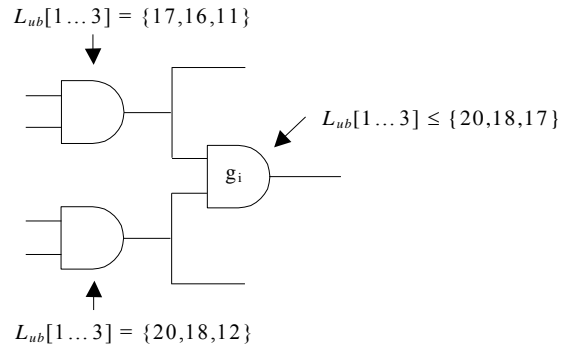 L_ub[1...3] = {17,16,11}
L_ub[1...3] ≤ {20,18,17}
g_i
L_ub[1...3] = {20,18,12}